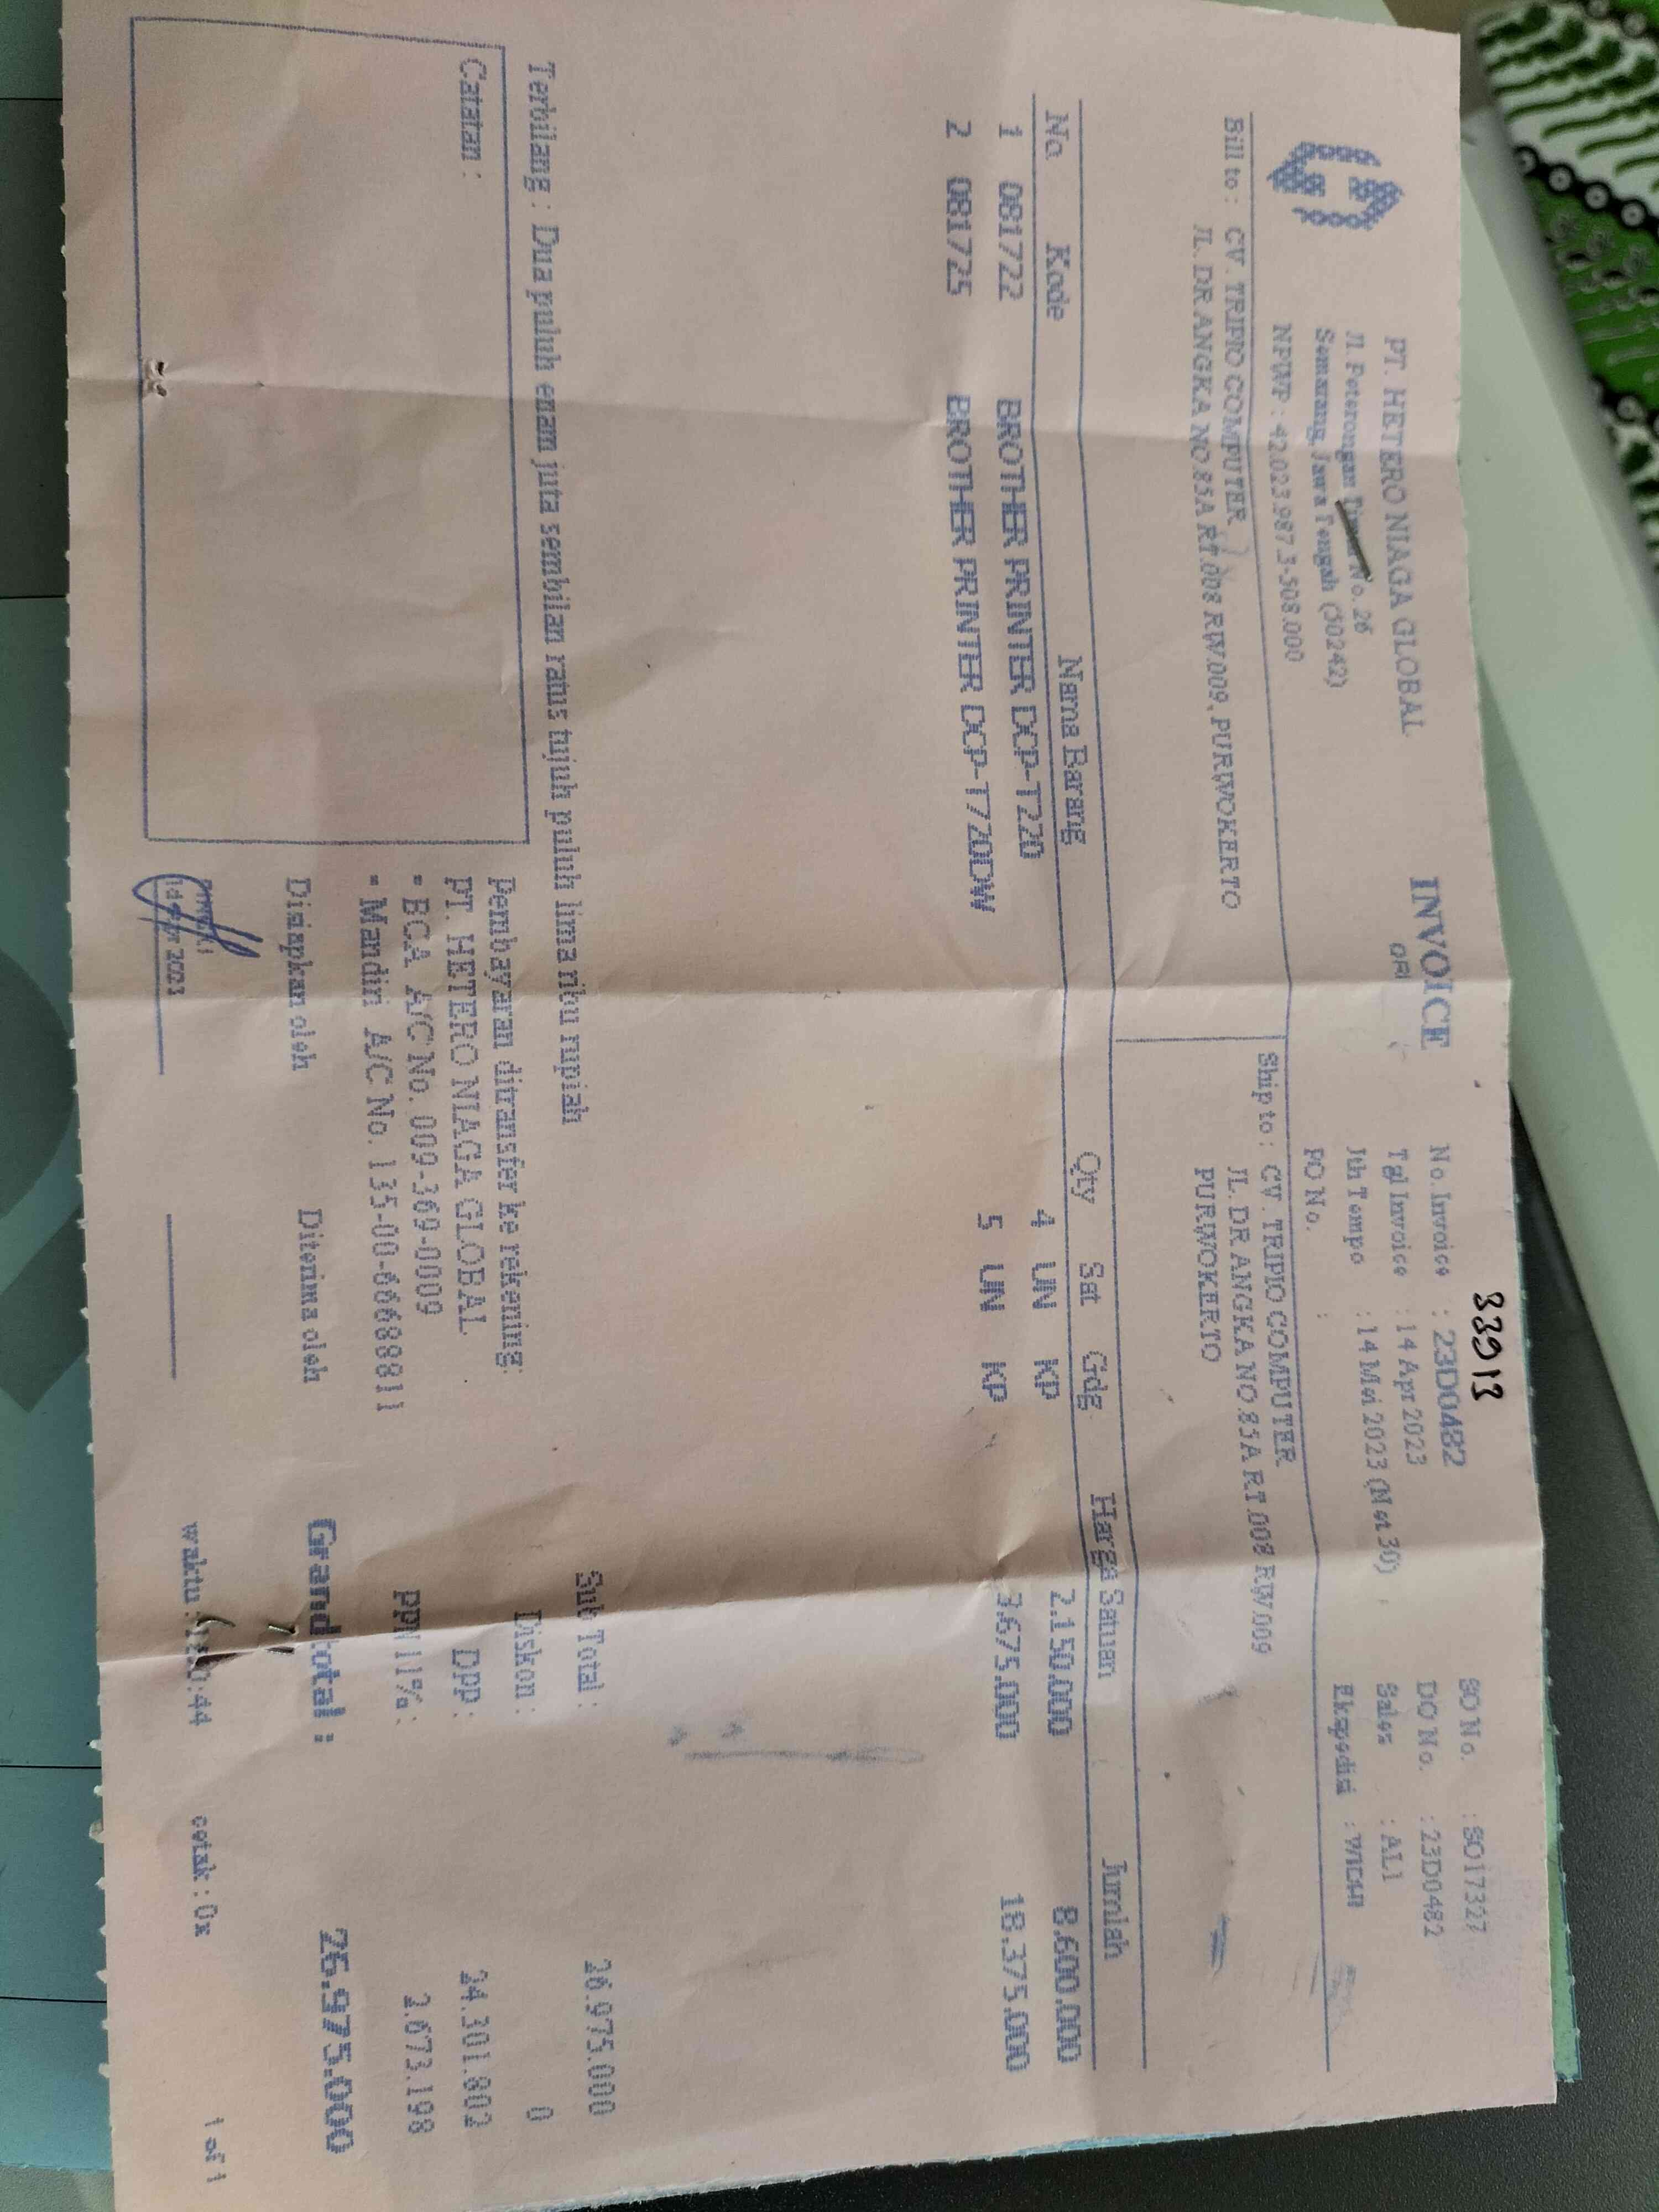 33913
PT. HETERO NIAGA GLOBAL
Jl. Peterongan Timur No. 26
Semarang, Jawa Tengah (50242)
NPWP : 42.023.987.3-508.000
INVOICE
No. Invoice : 23D0482
Tgl Invoice : 14 Apr 2023
Jth Tempo : 14 Mei 2023 (Net 30)
PO No. :
SO No. : SO17327
DO No. : 23D0482
Sales : ALI
Ekspedisi :
Bill to : CV. TRIPIO COMPUTER
JL. DR ANGKA NO.85A RT.008 RW.009, PURWOKERTO
Ship to : CV. TRIPIO COMPUTER
JL. DR ANGKA NO.85A RT.008 RW.009
PURWOKERTO
No. Kode Nama Barang Qty Sat Gdg Harga Satuan Jumlah
1 081722 BROTHER PRINTER DCP-T220 4 UN KP 2.150.000 8.600.000
2 081725 BROTHER PRINTER DCP-T720DW 5 UN KP 3.675.000 18.375.000
Terbilang : Dua puluh enam juta sembilan ratus tujuh puluh lima ribu rupiah
Catatan :
Pembayaran ditransfer ke rekening:
PT. HETERO NIAGA GLOBAL
- BCA A/C No. 009-369-0009
- Mandiri A/C No. 135-00-6668881 1
Disiapkan oleh
Diterima oleh
Sub Total : 26.975.000
Diskon : 0
DPP : 24.301.802
PPN 11% : 2.673.198
Grandtotal : 26.975.000
cetak : 0x
1 of 1